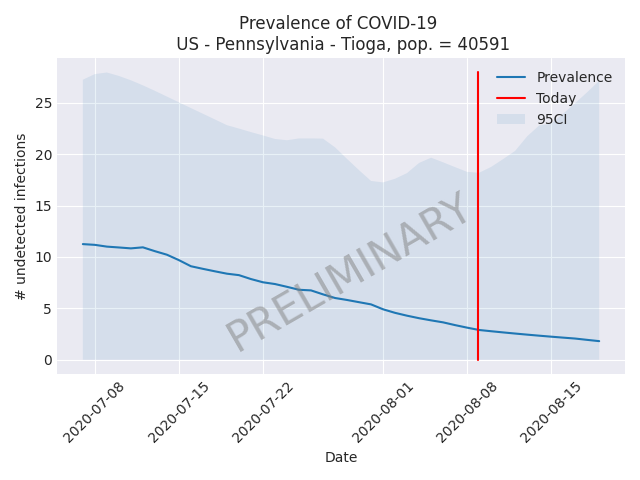 Prevalence of COVID-19
US - Pennsylvania - Tioga, pop. = 40591
Prevalence
Today
95CI
# undetected infections
25
20
15
10
5
0
PRELIMINARY
2020-07-08
2020-07-15
2020-07-22
2020-08-01
2020-08-08
2020-08-15
Date